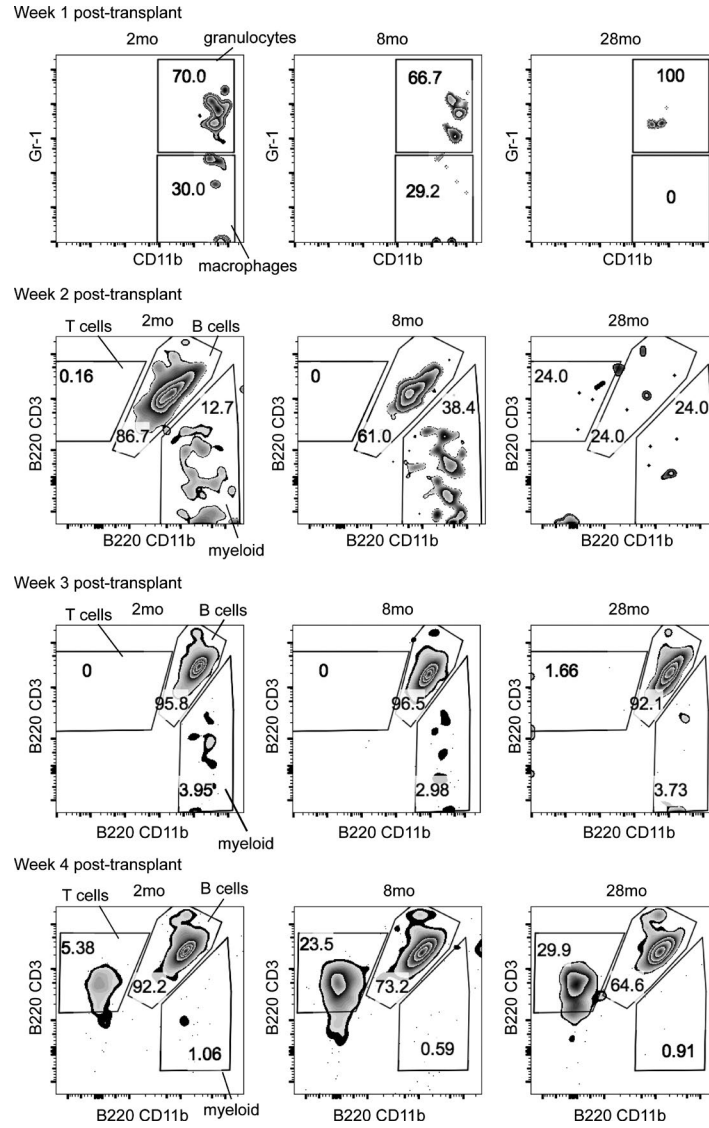 Week 1 post-transplant
2mo 8mo 28mo
granulocytes
70.0 66.7 100
Gr-1 Gr-1 Gr-1
30.0 29.2 0
CD11b CD11b CD11b
macrophages
Week 2 post-transplant
T cells 2mo B cells 8mo 28mo
0.16 12.7 86.7
0 38.4 61.0
24.0 24.0 24.0
B220 CD3 B220 CD3 B220 CD3
B220 CD11b B220 CD11b B220 CD11b
myeloid
Week 3 post-transplant
T cells 2mo B cells 8mo 28mo
0 95.8 3.95
0 96.5 2.98
1.66 92.1 3.73
B220 CD3 B220 CD3 B220 CD3
B220 CD11b B220 CD11b B220 CD11b
myeloid
Week 4 post-transplant
T cells 2mo B cells 8mo 28mo
5.38 92.2 1.06
23.5 73.2 0.59
29.9 64.6 0.91
B220 CD3 B220 CD3 B220 CD3
B220 CD11b B220 CD11b B220 CD11b
myeloid